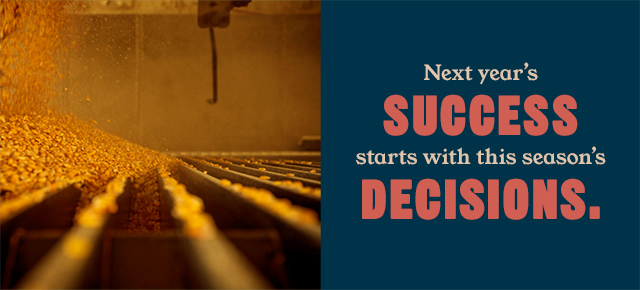 Next year's
SUCCESS
starts with this season's
DECISIONS.